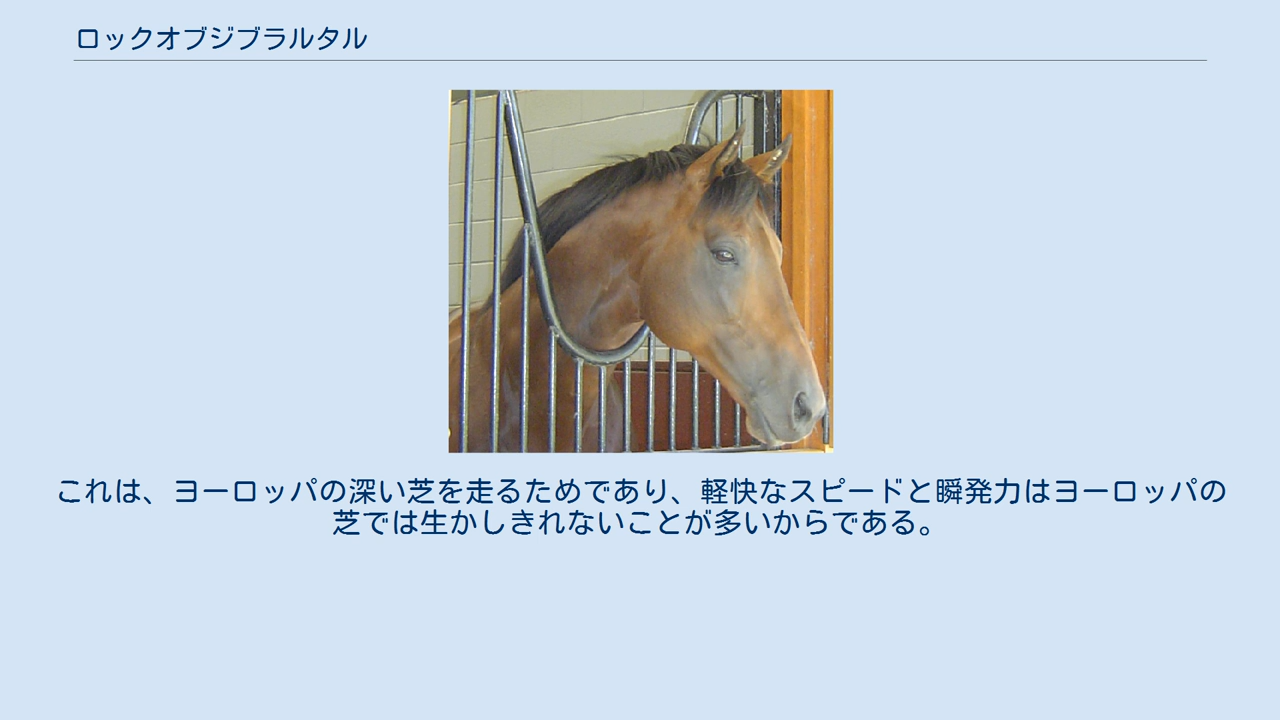 ロックオブジブラルタル
これは、ヨーロッパの深い芝を走るためであり、軽快なスピードと瞬発力はヨーロッパの
芝では生かしきれないことが多いからである。